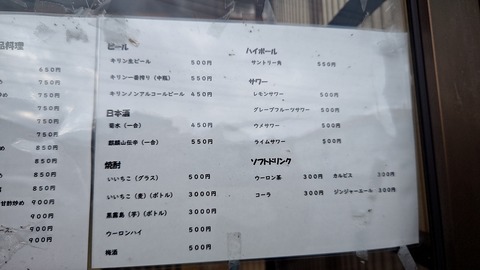 品料理
650円
750円
750円
750円
750円
850円
850円
850円
甘酢炒め 900円
900円
900円
ビール
キリン生ビール 500円
キリン一番搾り(中瓶) 550円
キリンノンアルコールビール 450円
日本酒
菊水(一合) 450円
麒麟山伝辛(一合) 550円
焼酎
いいちこ(グラス) 500円
いいちこ(麦)(ボトル) 3000円
黒霧島(芋)(ボトル) 3000円
ウーロンハイ 500円
梅酒 500円
ハイボール
サントリー角 550円
サワー
レモンサワー 500円
グレープフルーツサワー 500円
ウメサワー 500円
ライムサワー 500円
ソフトドリンク
ウーロン茶 300円 カルピス 300円
コーラ 300円 ジンジャーエール 300円